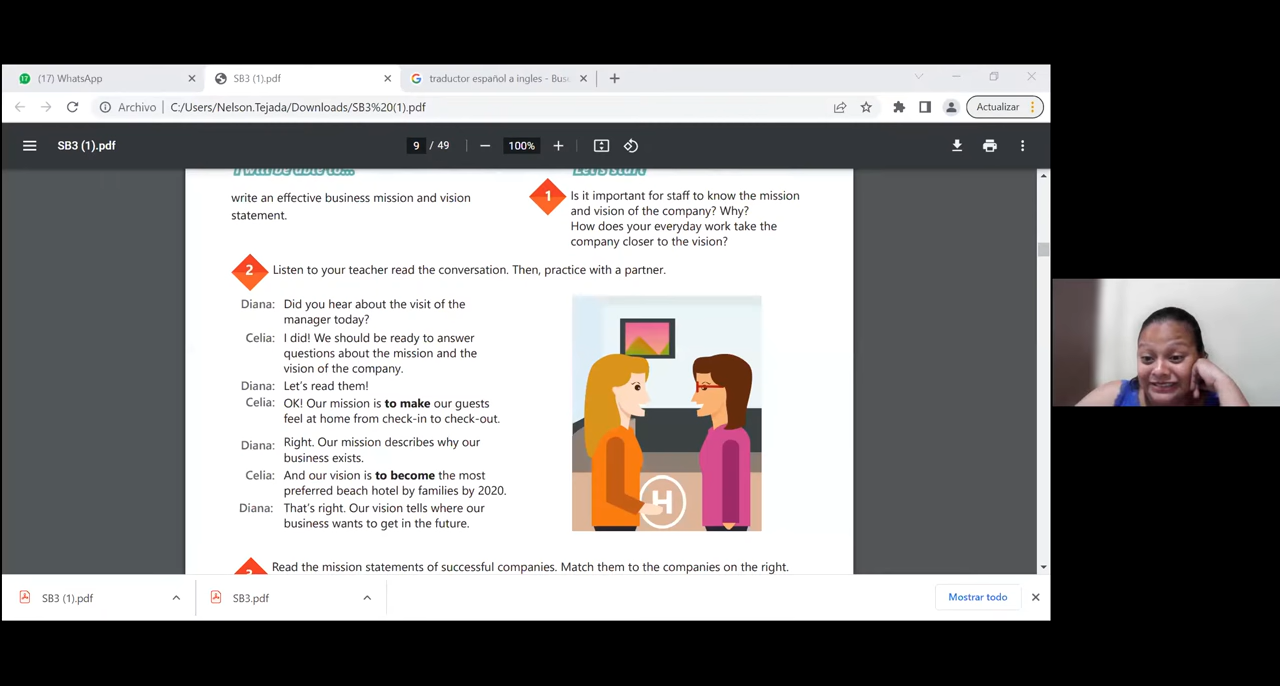 (17) WhatsApp
SB3 (1).pdf
traductor español a ingles - Bus
Archivo
C:/Users/Nelson.Tejada/Downloads/SB3%20(1).pdf
Actualizar
SB3 (1).pdf
9 / 49
100%
I will be able to...
Let's start
write an effective business mission and vision
statement.
1
Is it important for staff to know the mission
and vision of the company? Why?
How does your everyday work take the
company closer to the vision?
2
Listen to your teacher read the conversation. Then, practice with a partner.
Diana: Did you hear about the visit of the
manager today?
Celia: I did! We should be ready to answer
questions about the mission and the
vision of the company.
Diana: Let's read them!
Celia: OK! Our mission is to make our guests
feel at home from check-in to check-out.
Diana: Right. Our mission describes why our
business exists.
Celia: And our vision is to become the most
preferred beach hotel by families by 2020.
Diana: That's right. Our vision tells where our
business wants to get in the future.
H
3
Read the mission statements of successful companies. Match them to the companies on the right.
SB3 (1).pdf
SB3.pdf
Mostrar todo